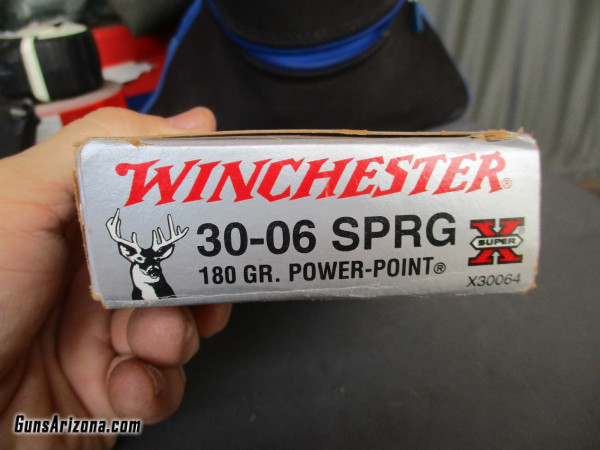 WINCHESTER®
30-06 SPRG
180 GR. POWER-POINT®
SUPER
X
X30064
GunsArizona.com